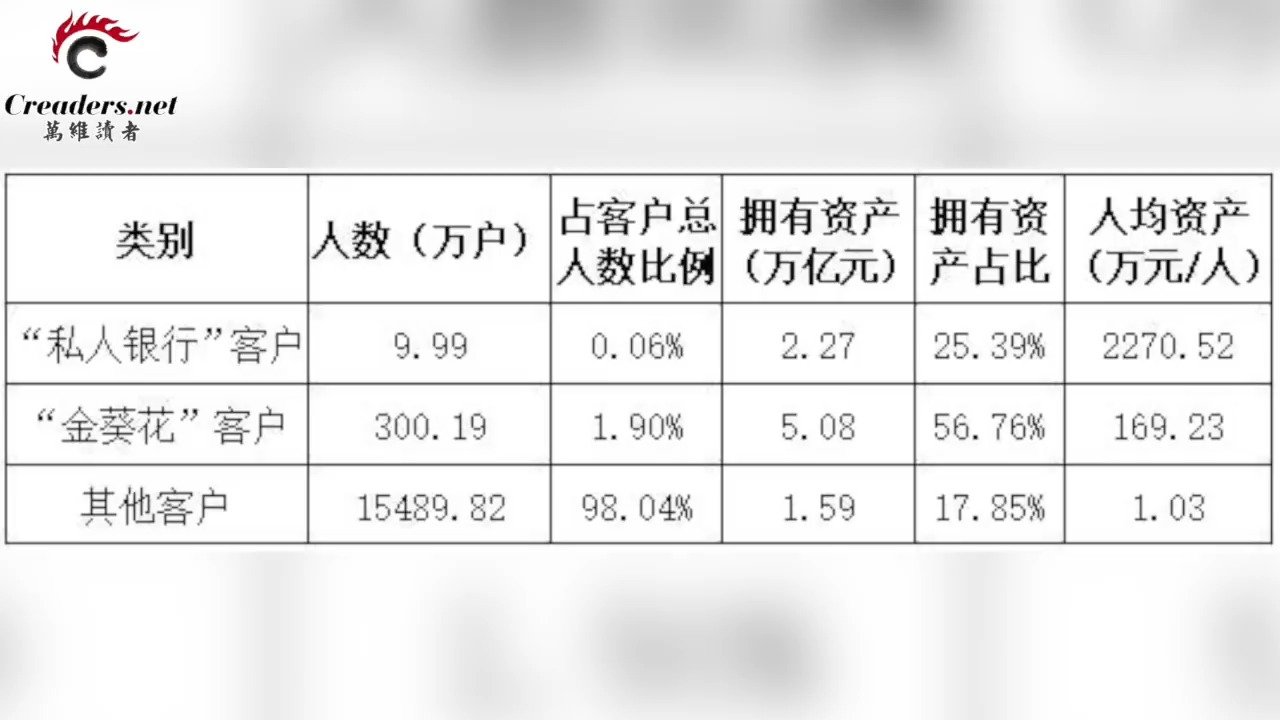 Creaders.net
萬維讀者
类别 人数（万户） 占客户总人数比例 拥有资产（万亿元） 拥有资产占比 人均资产（万元/人）
“私人银行”客户 9.99 0.06% 2.27 25.39% 2270.52
“金葵花”客户 300.19 1.90% 5.08 56.76% 169.23
其他客户 15489.82 98.04% 1.59 17.85% 1.03